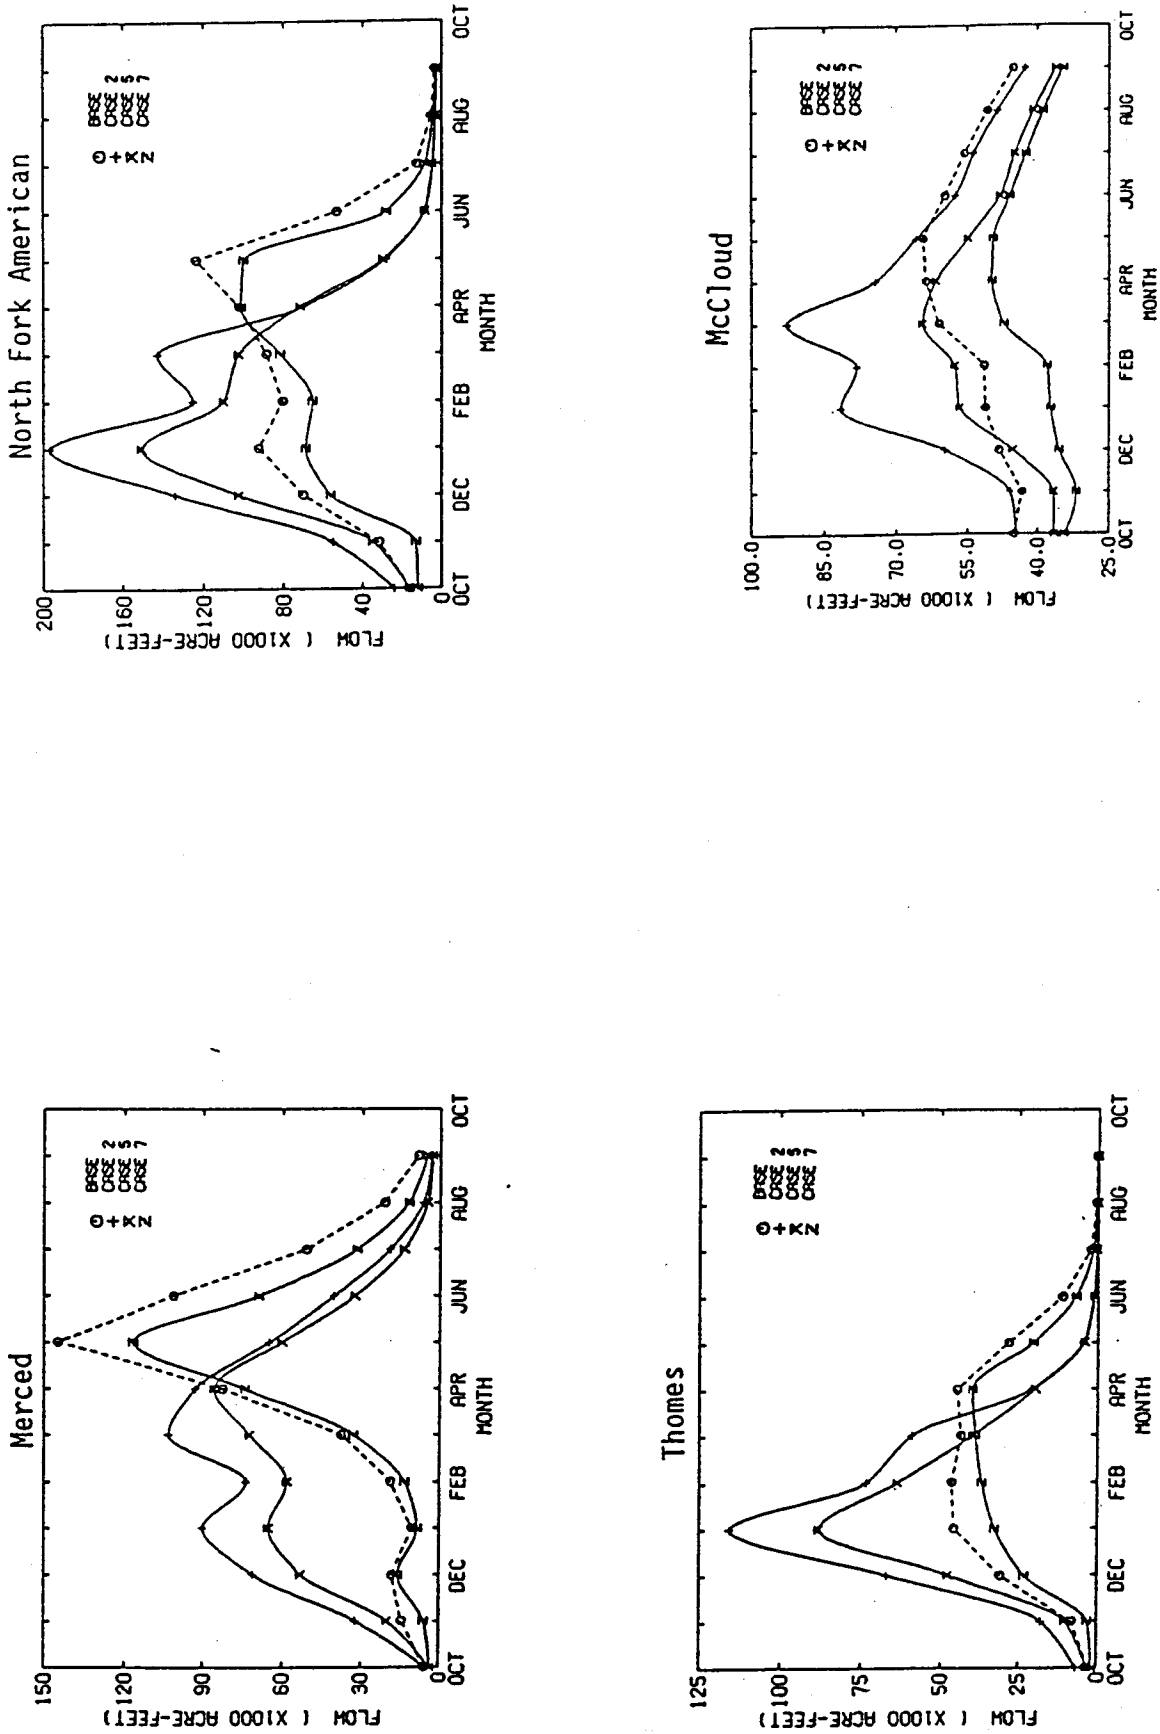 Merced
FLOW ( X1000 ACRE-FEET)
150
120
90
60
30
0
OCT
DEC
FEB
APR
JUN
AUG
OCT
MONTH
BASE
CASE 2
CASE 5
CASE 7
North Fork American
FLOW ( X1000 ACRE-FEET)
200
160
120
80
40
0
OCT
DEC
FEB
APR
JUN
AUG
OCT
MONTH
BASE
CASE 2
CASE 5
CASE 7
Thomes
FLOW ( X1000 ACRE-FEET)
125
100
75
50
25
0
OCT
DEC
FEB
APR
JUN
AUG
OCT
MONTH
BASE
CASE 2
CASE 5
CASE 7
McCloud
FLOW ( X1000 ACRE-FEET)
100.0
85.0
70.0
55.0
40.0
25.0
OCT
DEC
FEB
APR
JUN
AUG
OCT
MONTH
BASE
CASE 2
CASE 5
CASE 7